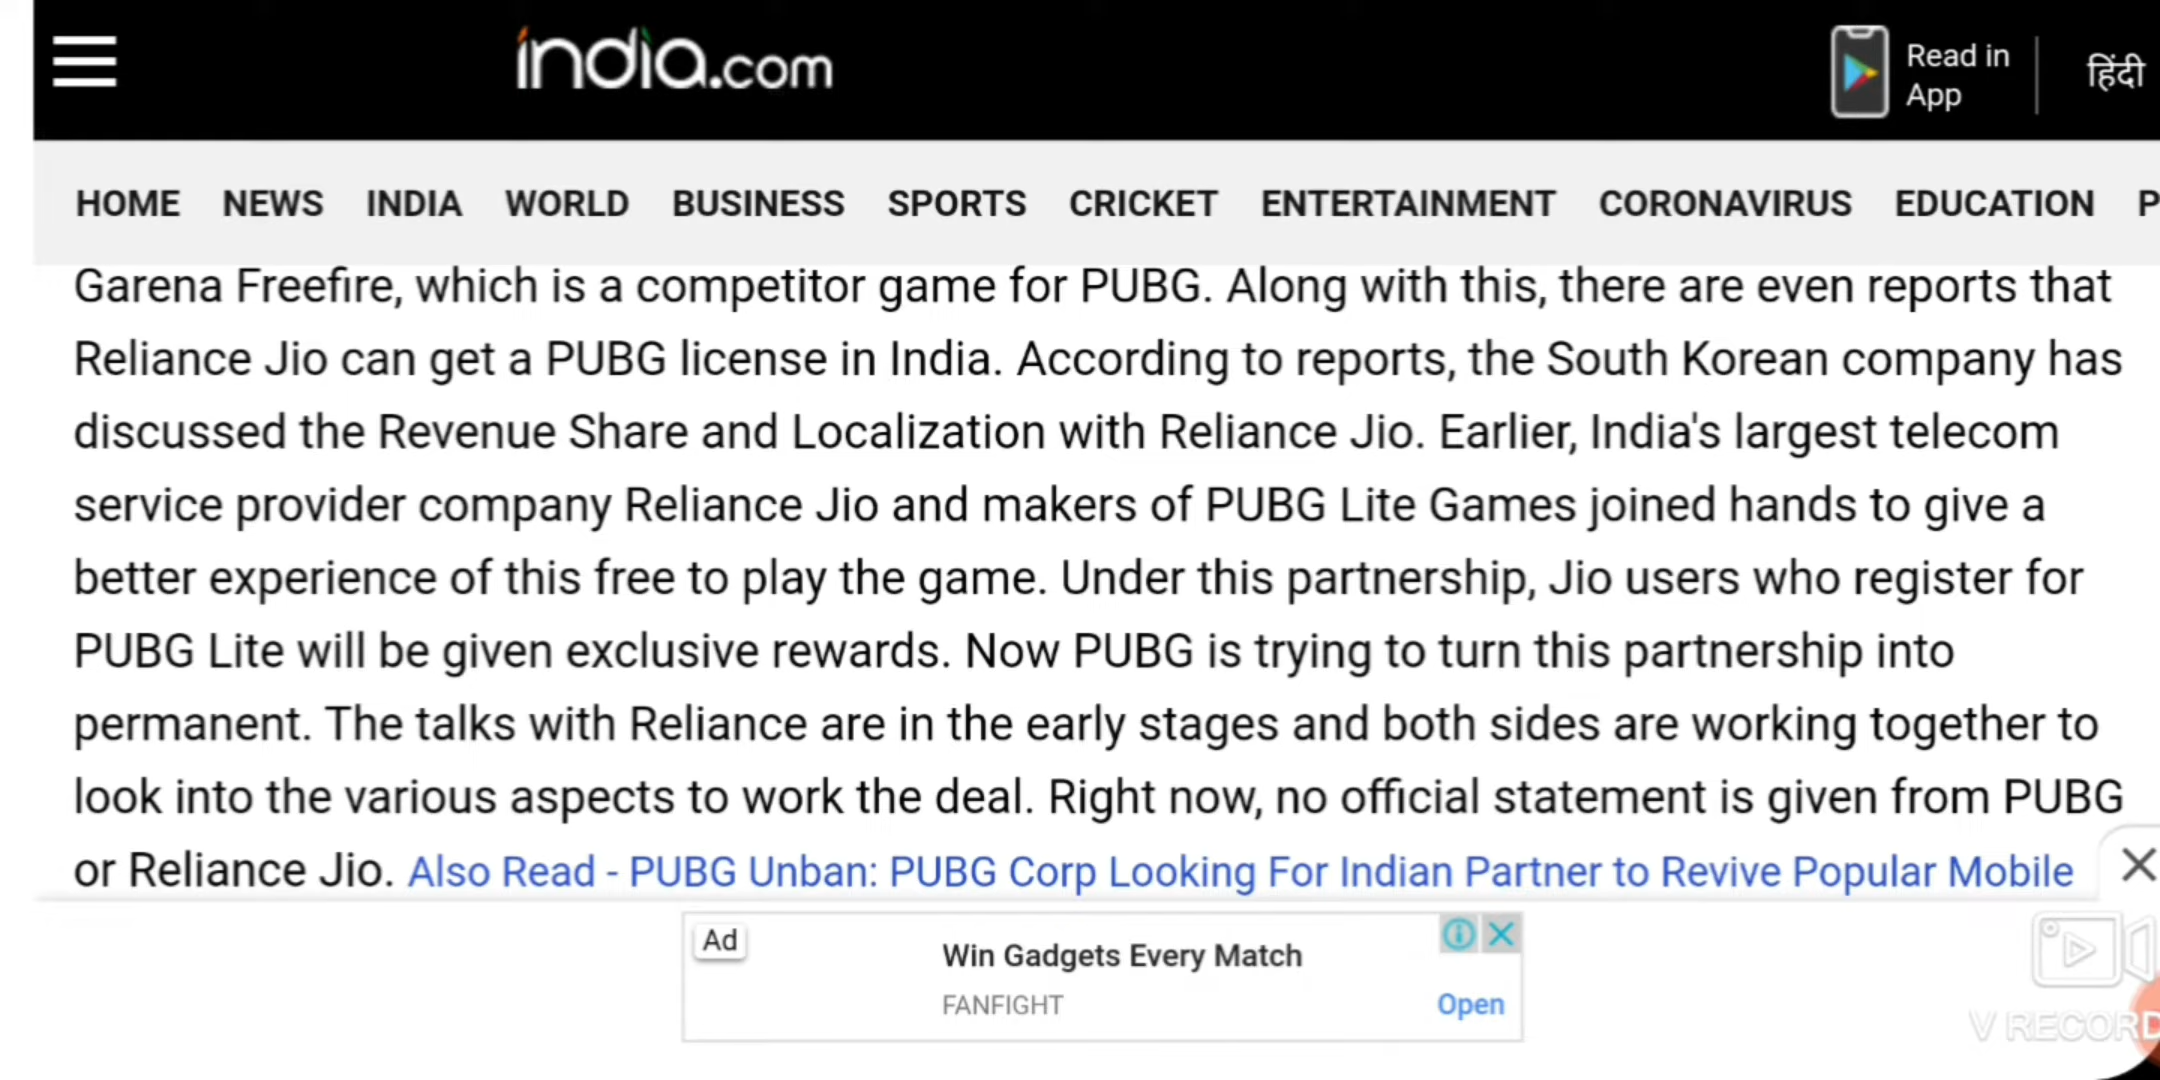 india.com
Read in
App
हिंदी
HOME NEWS INDIA WORLD BUSINESS SPORTS CRICKET ENTERTAINMENT CORONAVIRUS EDUCATION P
Garena Freefire, which is a competitor game for PUBG. Along with this, there are even reports that
Reliance Jio can get a PUBG license in India. According to reports, the South Korean company has
discussed the Revenue Share and Localization with Reliance Jio. Earlier, India's largest telecom
service provider company Reliance Jio and makers of PUBG Lite Games joined hands to give a
better experience of this free to play the game. Under this partnership, Jio users who register for
PUBG Lite will be given exclusive rewards. Now PUBG is trying to turn this partnership into
permanent. The talks with Reliance are in the early stages and both sides are working together to
look into the various aspects to work the deal. Right now, no official statement is given from PUBG
or Reliance Jio. Also Read - PUBG Unban: PUBG Corp Looking For Indian Partner to Revive Popular Mobile
Ad
Win Gadgets Every Match
FANFIGHT
Open
V RECORD